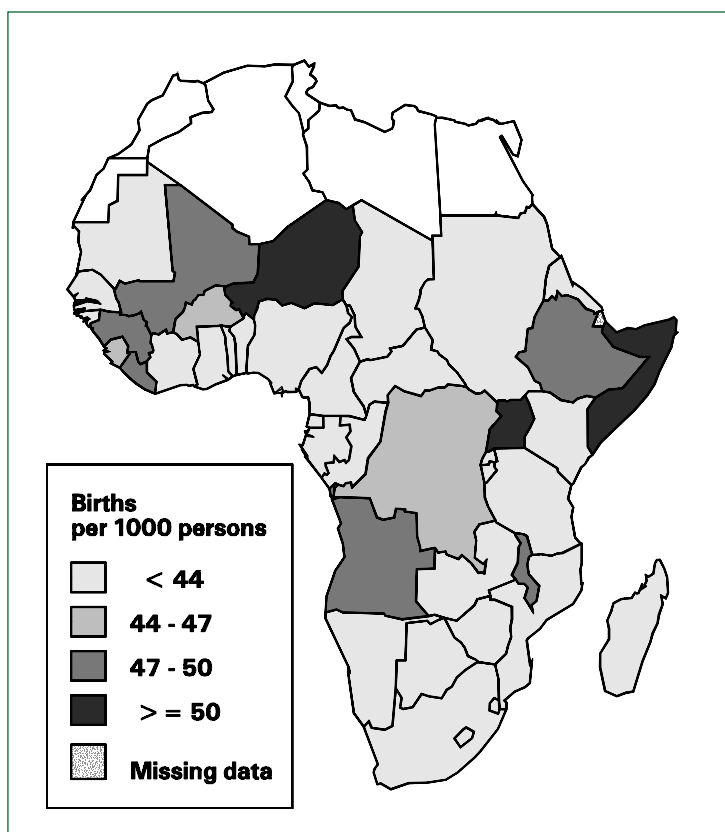 Births
per 1000 persons
< 44
44 - 47
47 - 50
> = 50
Missing data